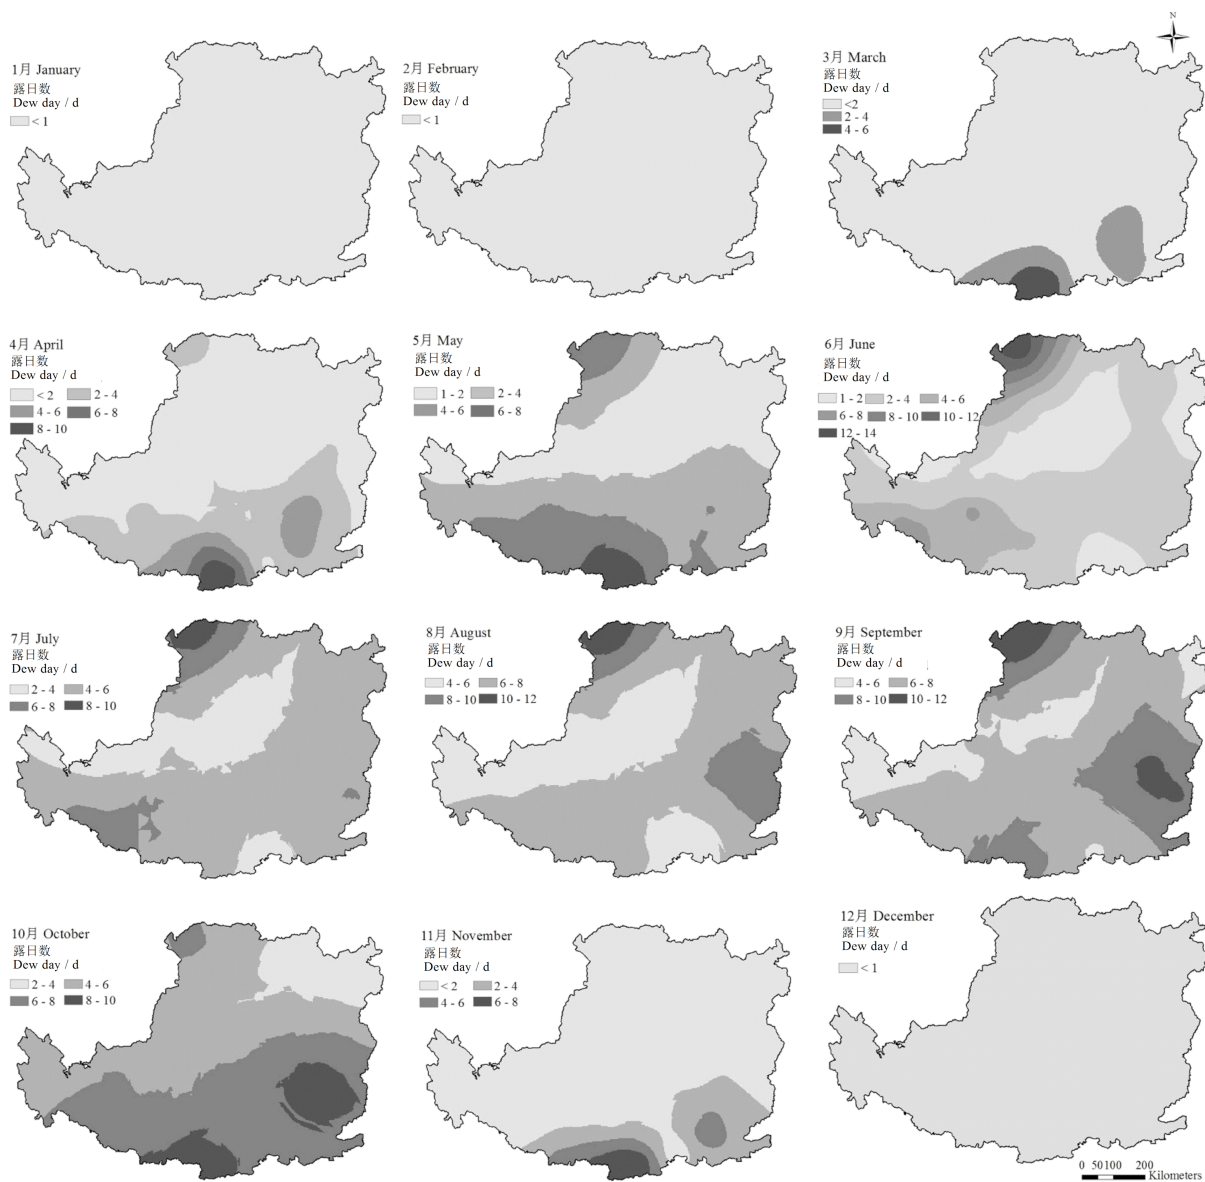 N
1月 January
露日数
Dew day / d
< 1
2月 February
露日数
Dew day / d
< 1
3月 March
露日数
Dew day / d
<2
2 - 4
4 - 6
4月 April
露日数
Dew day / d
< 2 2 - 4
4 - 6 6 - 8
8 - 10
5月 May
露日数
Dew day / d
1 - 2 2 - 4
4 - 6 6 - 8
6月 June
露日数
Dew day / d
1 - 2 2 - 4 4 - 6
6 - 8 8 - 10 10 - 12
12 - 14
7月 July
露日数
Dew day / d
2 - 4 4 - 6
6 - 8 8 - 10
8月 August
露日数
Dew day / d
4 - 6 6 - 8
8 - 10 10 - 12
9月 September
露日数
Dew day / d
4 - 6 6 - 8
8 - 10 10 - 12
10月 October
露日数
Dew day / d
2 - 4 4 - 6
6 - 8 8 - 10
11月 November
露日数
Dew day / d
< 2 2 - 4
4 - 6 6 - 8
12月 December
露日数
Dew day / d
< 1
0 50 100 200
Kilometers